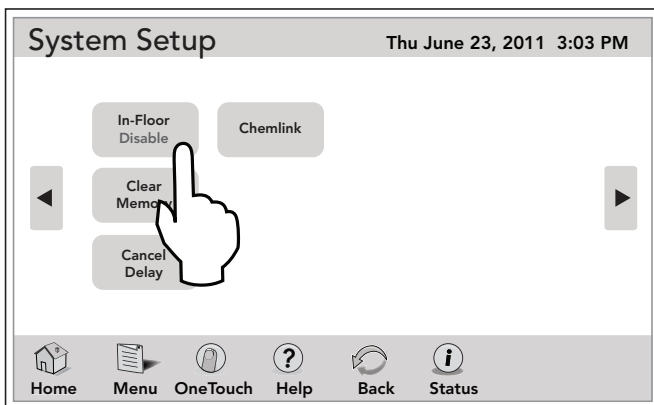 System Setup
Thu June 23, 2011 3:03 PM
In-Floor
Disable
Chemlink
Clear
Memory
Cancel
Delay
?
i
Home
Menu
OneTouch
Help
Back
Status